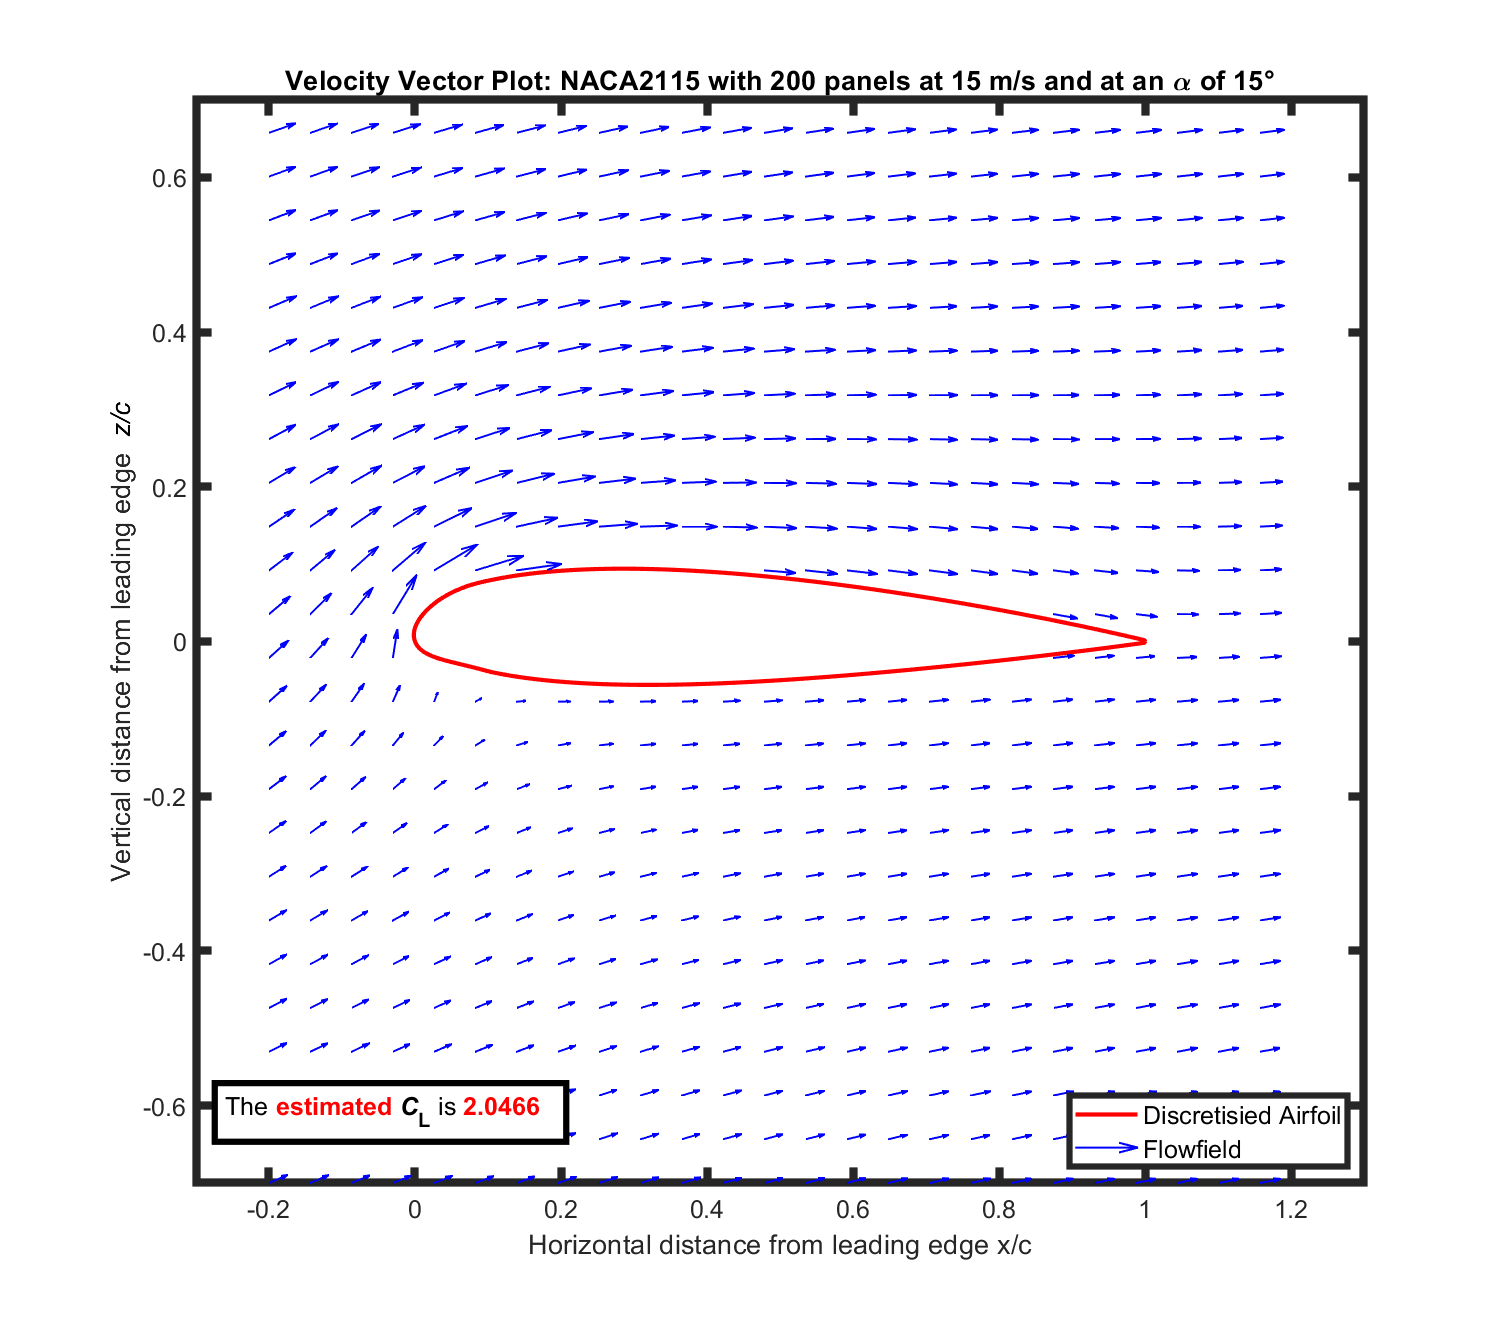 Velocity Vector Plot: NACA2115 with 200 panels at 15 m/s and at an α of 15°
Vertical distance from leading edge z/c
0.6
0.4
0.2
0
-0.2
-0.4
-0.6
The estimated CL is 2.0466
Discretisied Airfoil
Flowfield
-0.2 0 0.2 0.4 0.6 0.8 1 1.2
Horizontal distance from leading edge x/c